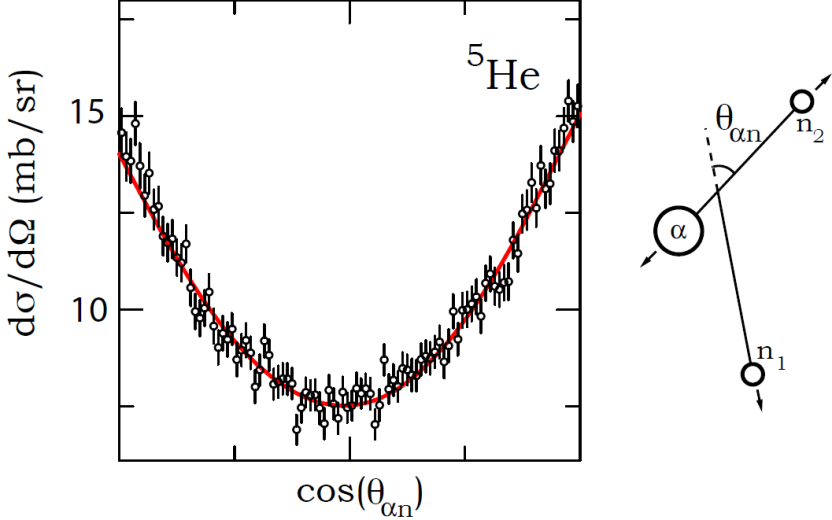 ⁵He
dσ/dΩ (mb/sr)
15
10
cos(θαn)
θαn
n₂
α
n₁